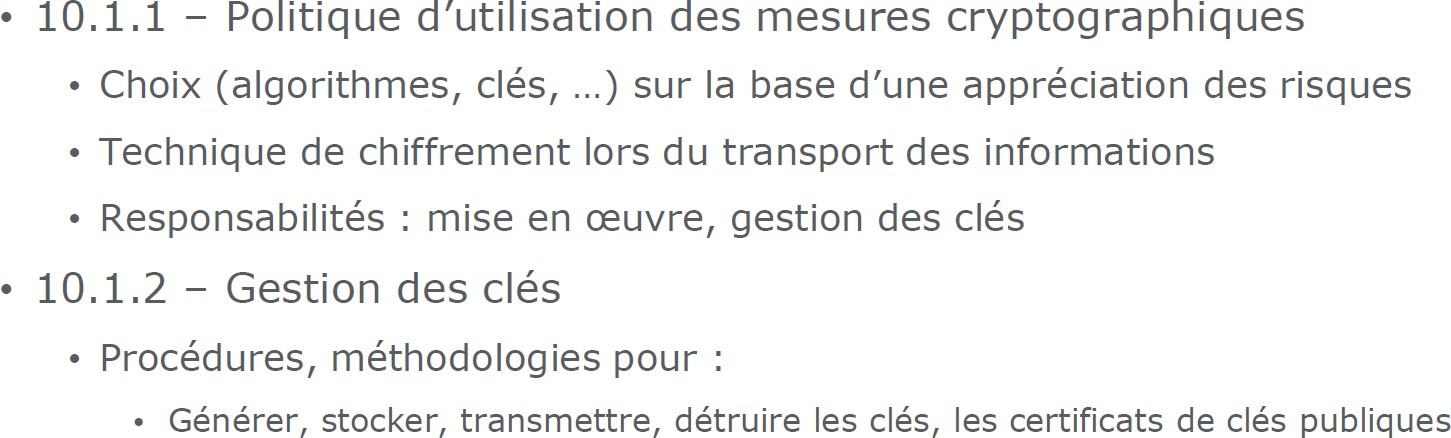 • 10.1.1 – Politique d’utilisation des mesures cryptographiques
• Choix (algorithmes, clés, …) sur la base d’une appréciation des risques
• Technique de chiffrement lors du transport des informations
• Responsabilités : mise en œuvre, gestion des clés
• 10.1.2 – Gestion des clés
• Procédures, méthodologies pour :
• Générer, stocker, transmettre, détruire les clés, les certificats de clés publiques